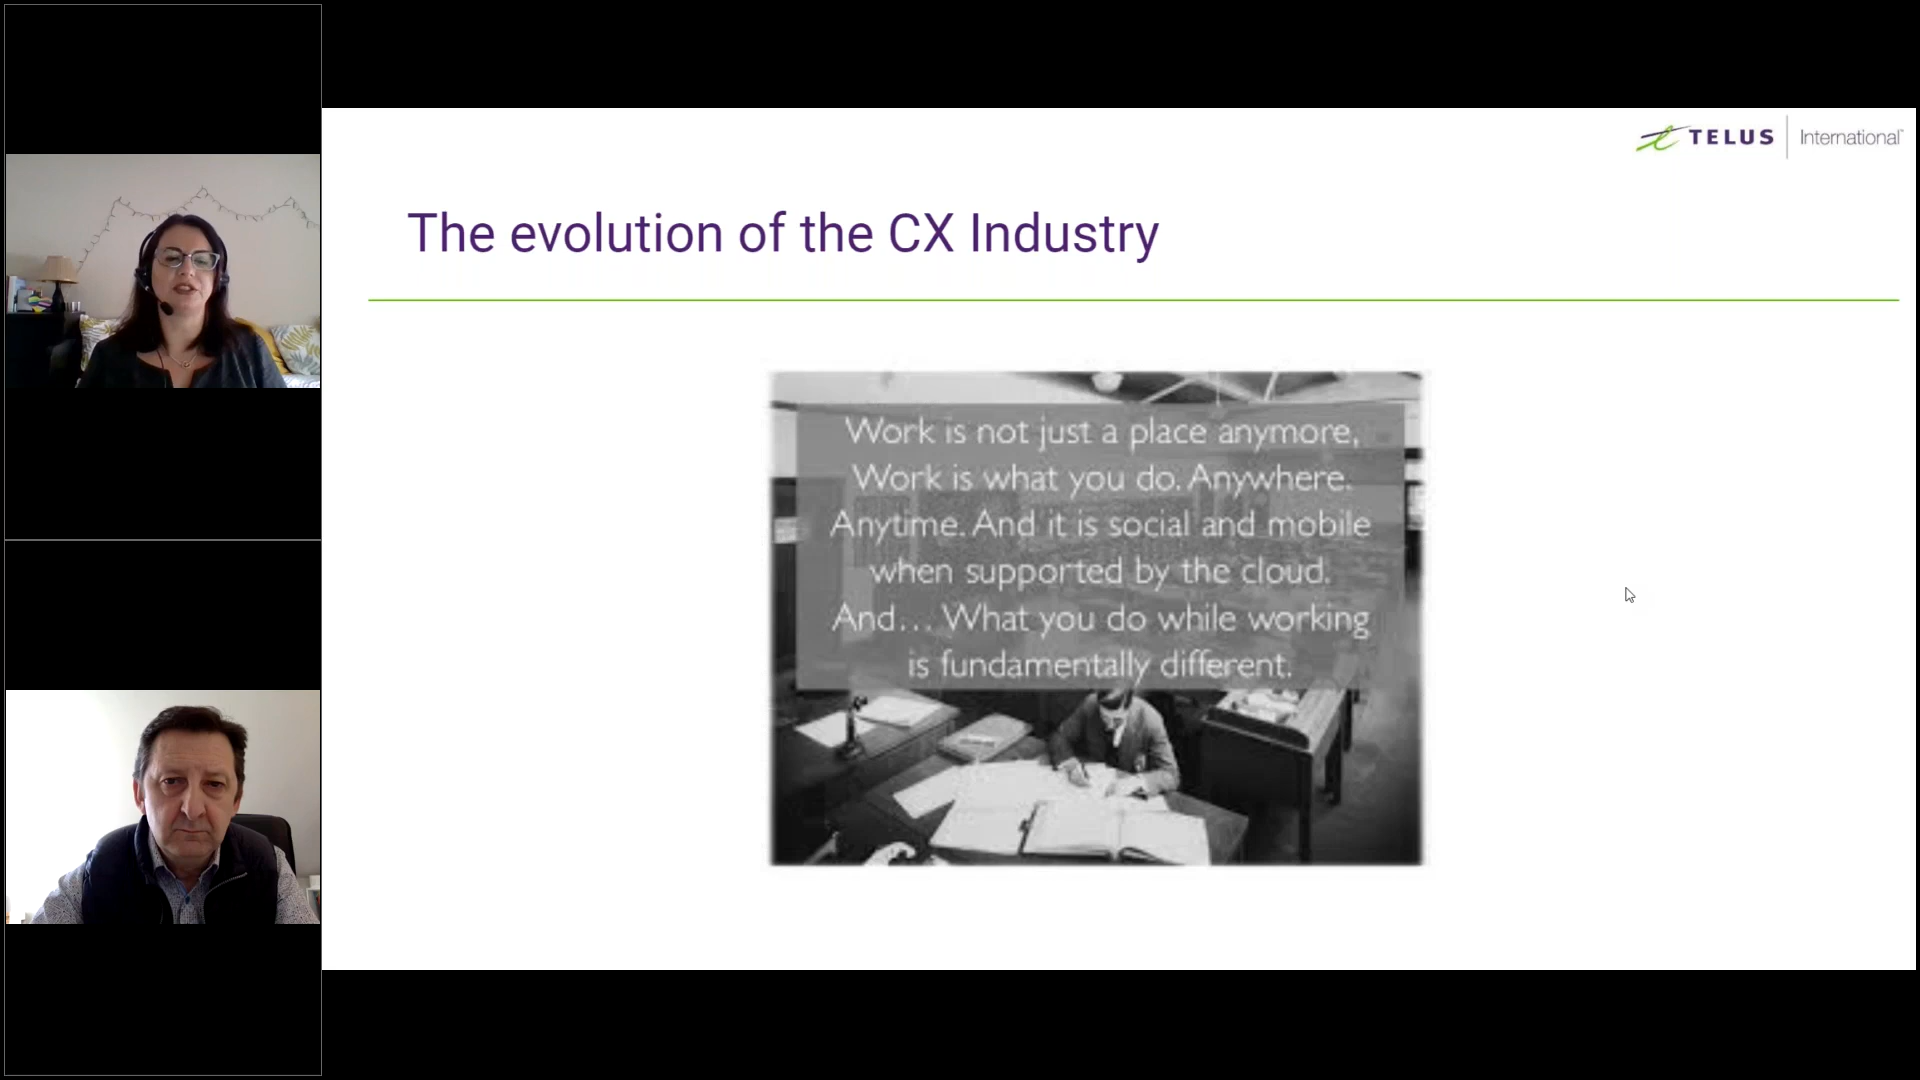 TELUS International™
The evolution of the CX Industry
Work is not just a place anymore,
Work is what you do. Anywhere.
Anytime. And it is social and mobile
when supported by the cloud.
And... What you do while working
is fundamentally different.